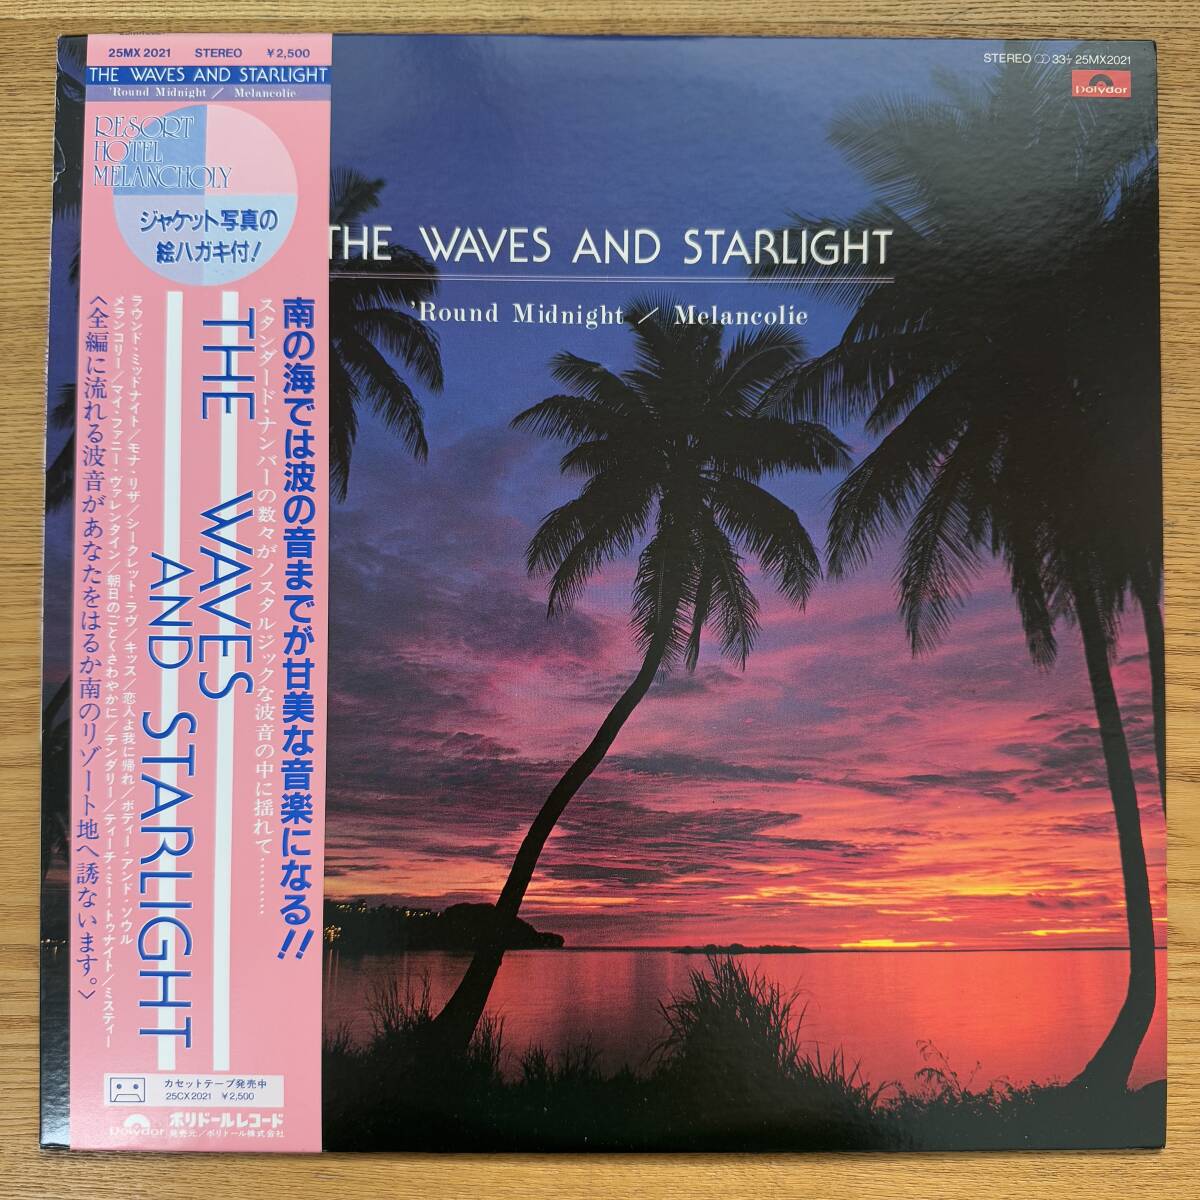 25MX 2021 STEREO ¥2,500
THE WAVES AND STARLIGHT
'Round Midnight / Melancolie
RESORT
HOTEL
MELANCHOLY
ジャケット写真の
絵ハガキ付!
南の海では波の音までが甘美な音楽になる!!
スタンダード・ナンバーの数々がノスタルジックな波音の中に揺れて………
THE WAVES
AND STARLIGHT
ラウンド・ミッドナイト/モナ・リザ/シークレット・ラヴ/キッス/恋人よ我に帰れ/ボディー・アンド・ソウル
メランコリー/マイ・ファニー・ヴァレンタイン/朝日のごとくさわやかに/テンダリー/ティーチ・ミー・トゥナイト/ミスティー
〈全編に流れる波音があなたをはるか南のリゾート地へ誘ないます。〉
カセットテープ発売中
25CX2021 ¥2,500
polydor
ポリドールレコード
発売元/ポリドール株式会社
STEREO 33⅓ 25MX2021
polydor
THE WAVES AND STARLIGHT
'Round Midnight / Melancolie